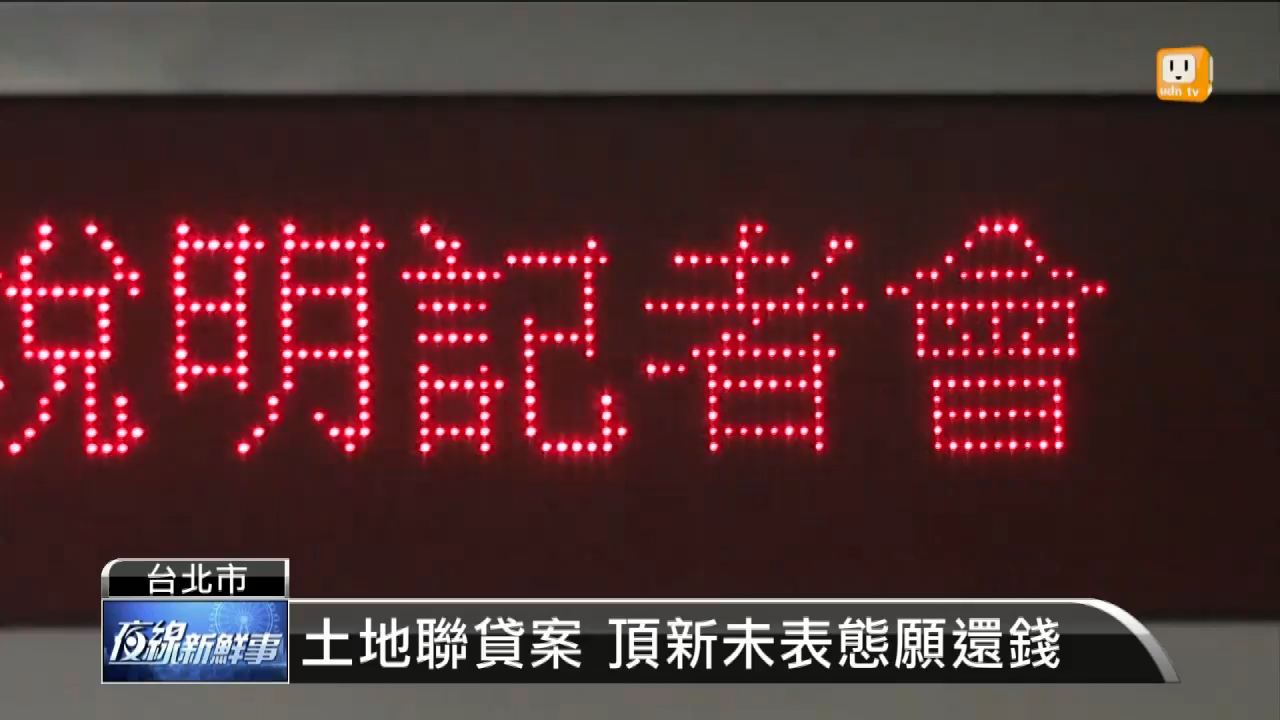 udn tv
說明記者會
台北市
夜線新鮮事
土地聯貸案 頂新未表態願還錢